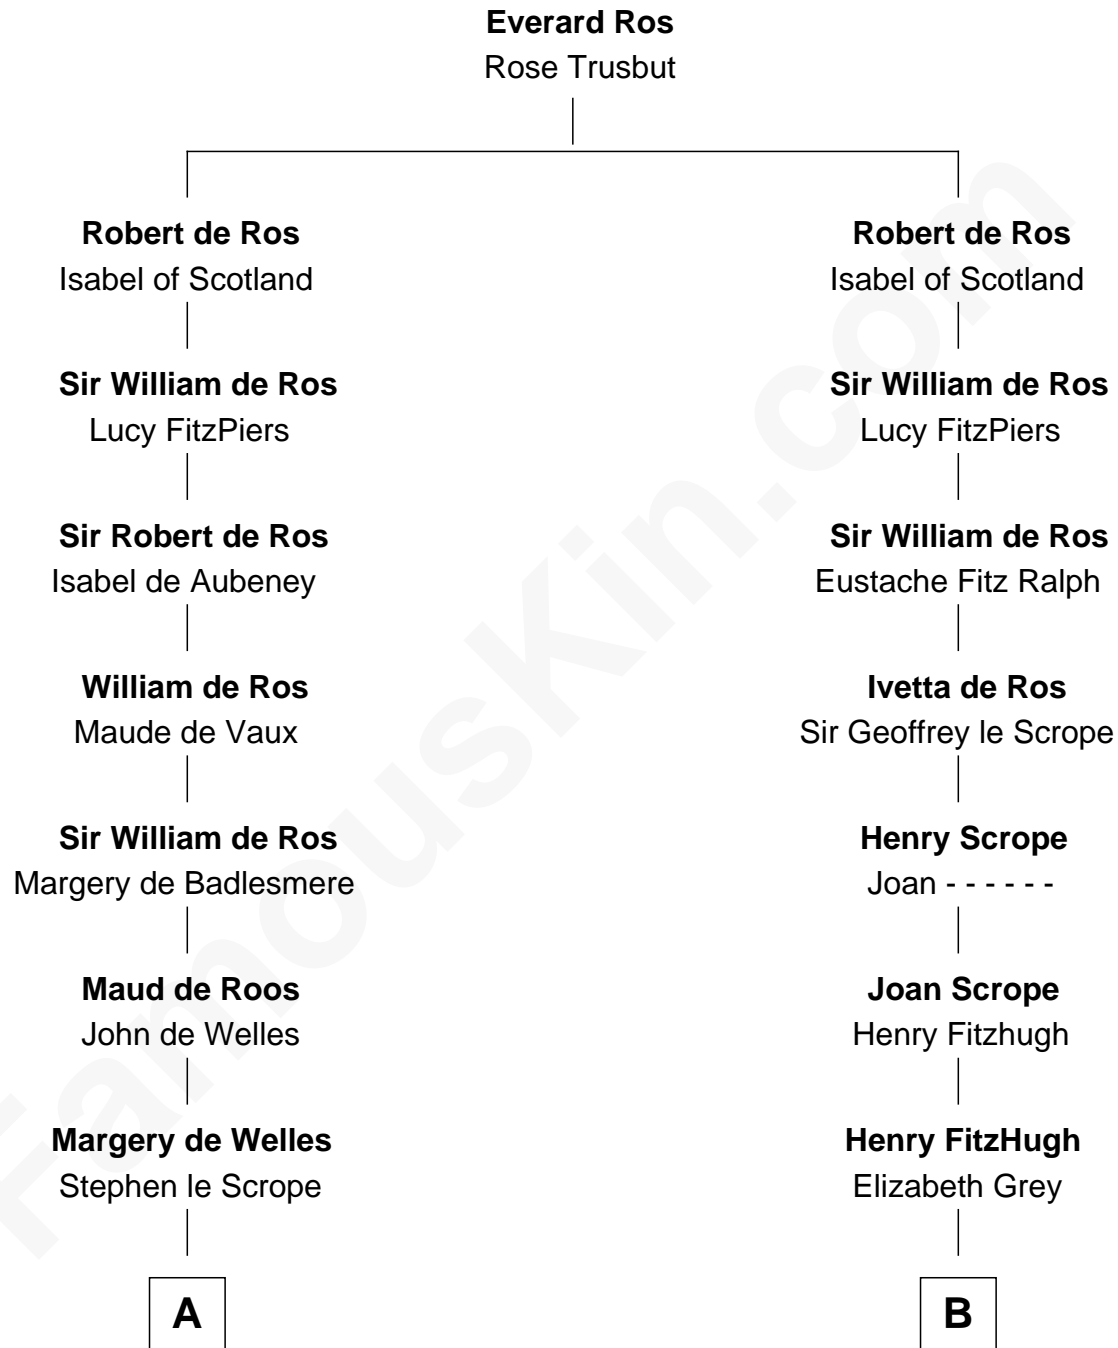 Everard Ros
Rose Trusbut
Robert de Ros
Isabel of Scotland
Sir William de Ros
Lucy FitzPiers
Sir Robert de Ros
Isabel de Aubeney
William de Ros
Maude de Vaux
Sir William de Ros
Margery de Badlesmere
Maud de Roos
John de Welles
Margery de Welles
Stephen le Scrope
A
Robert de Ros
Isabel of Scotland
Sir William de Ros
Lucy FitzPiers
Sir William de Ros
Eustache Fitz Ralph
Ivetta de Ros
Sir Geoffrey le Scrope
Henry Scrope
Joan - - - - - -
Joan Scrope
Henry Fitzhugh
Henry FitzHugh
Elizabeth Grey
B
FamousKin.com